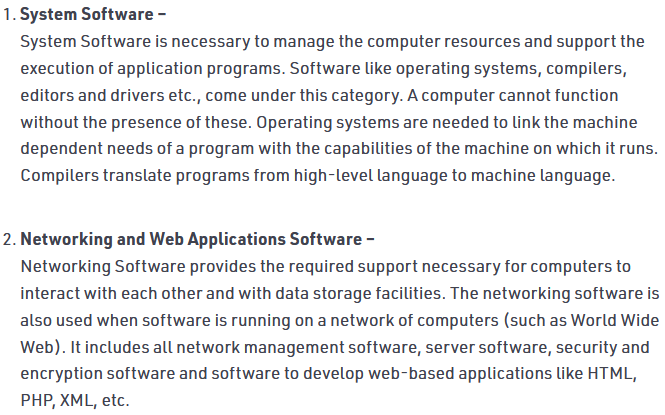 1. System Software –
System Software is necessary to manage the computer resources and support the
execution of application programs. Software like operating systems, compilers,
editors and drivers etc., come under this category. A computer cannot function
without the presence of these. Operating systems are needed to link the machine
dependent needs of a program with the capabilities of the machine on which it runs.
Compilers translate programs from high-level language to machine language.
2. Networking and Web Applications Software –
Networking Software provides the required support necessary for computers to
interact with each other and with data storage facilities. The networking software is
also used when software is running on a network of computers (such as World Wide
Web). It includes all network management software, server software, security and
encryption software and software to develop web-based applications like HTML,
PHP, XML, etc.